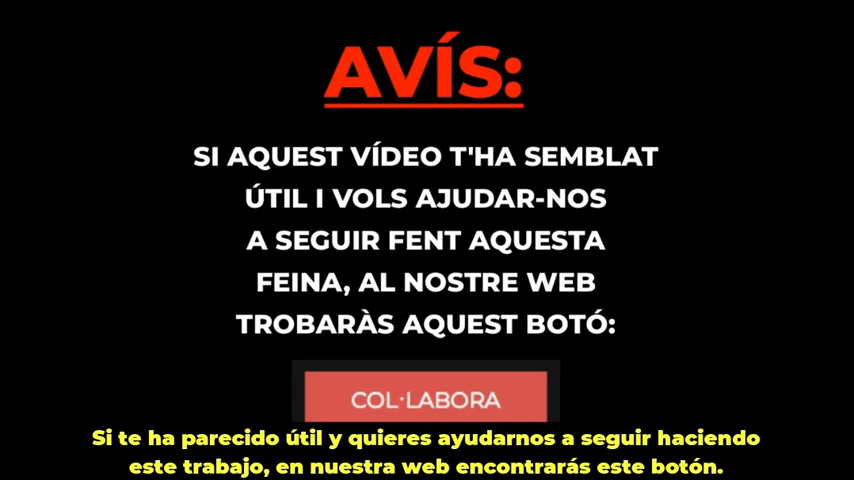 AVÍS:
SI AQUEST VÍDEO T'HA SEMBLAT
ÚTIL I VOLS AJUDAR-NOS
A SEGUIR FENT AQUESTA
FEINA, AL NOSTRE WEB
TROBARÀS AQUEST BOTÓ:
COL·LABORA
Si te ha parecido útil y quieres ayudarnos a seguir haciendo
este trabajo, en nuestra web encontrarás este botón.